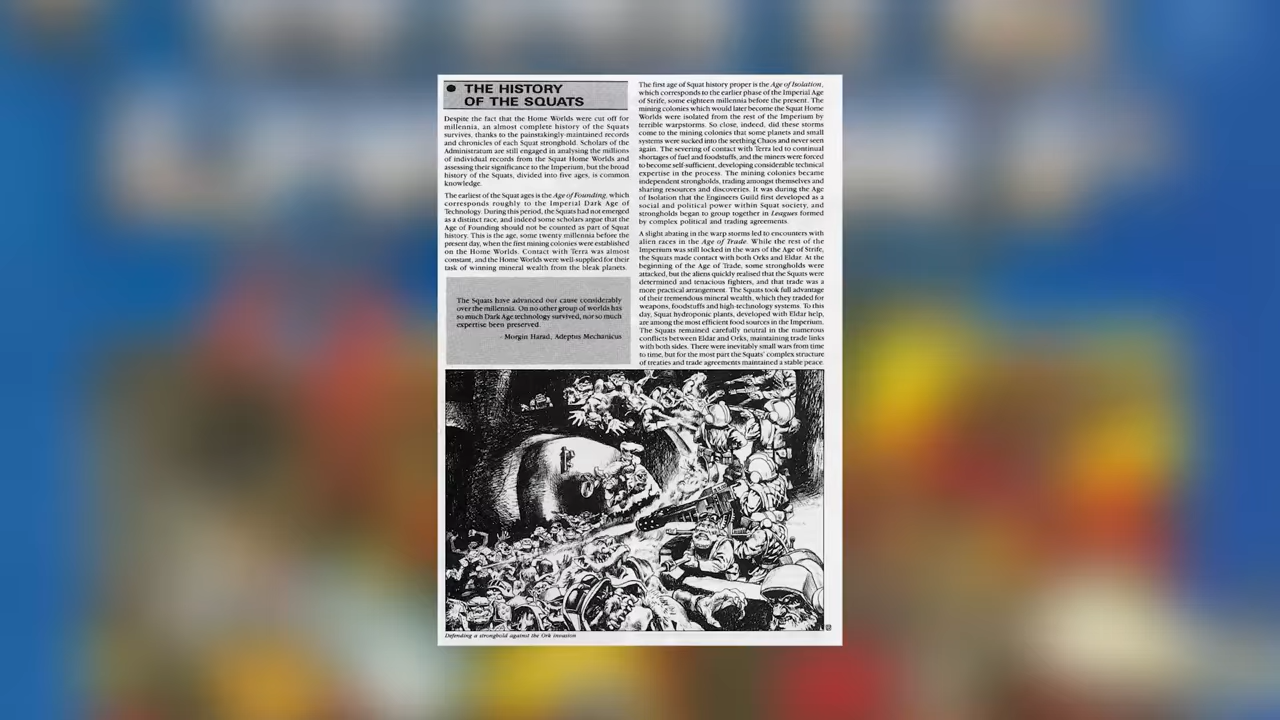 THE HISTORY
OF THE SQUATS
Despite the fact that the Home Worlds were cut off for
millennia, an almost complete history of the Squats
survives, thanks to the painstakingly-maintained records
and chronicles of each Squat stronghold. Scholars of the
Administratum are still engaged in analysing the millions
of individual records from the Squat Home Worlds and
assessing their significance to the Imperium, but the broad
history of the Squats, divided into five ages, is common
knowledge.
The earliest of the Squat ages is the Age of Founding, which
corresponds roughly to the Imperial Dark Age of
Technology. During this period, the Squats had not emerged
as a distinct race, and indeed some scholars argue that the
Age of Founding should not be counted as part of Squat
history. This is the age, some twenty millennia before the
present day, when the first mining colonies were established
on the Home Worlds. Contact with Terra was almost
constant, and the Home Worlds were well-supplied for their
task of winning mineral wealth from the bleak planets.
The Squats have advanced our cause considerably
over the millennia. On no other group of worlds has
so much Dark Age technology survived, nor so much
expertise been preserved.
- Morgin Harad, Adeptus Mechanicus
The first age of Squat history proper is the Age of Isolation,
which corresponds to the earlier phase of the Imperial Age
of Strife, some eighteen millennia before the present. The
mining colonies which would later become the Squat Home
Worlds were isolated from the rest of the Imperium by
terrible warpstorms. So close, indeed, did these storms
come to the mining colonies that some planets and small
systems were sucked into the seething Chaos and never seen
again. The severing of contact with Terra led to continual
shortages of fuel and foodstuffs, and the miners were forced
to become self-sufficient, developing considerable technical
expertise in the process. The mining colonies became
independent strongholds, trading amongst themselves and
sharing resources and discoveries. It was during the Age
of Isolation that the Engineers Guild first developed as a
social and political power within Squat society, and
strongholds began to group together in Leagues formed
by complex political and trading agreements.
A slight abating in the warp storms led to encounters with
alien races in the Age of Trade. While the rest of the
Imperium was still locked in the wars of the Age of Strife,
the Squats made contact with both Orks and Eldar. At the
beginning of the Age of Trade, some strongholds were
attacked, but the aliens quickly realised that the Squats were
determined and tenacious fighters, and that trade was a
more practical arrangement. The Squats took full advantage
of their tremendous mineral wealth, which they traded for
weapons, foodstuffs and high-technology systems. To this
day, Squat hydroponic plants, developed with Eldar help,
are among the most efficient food sources in the Imperium.
The Squats remained carefully neutral in the numerous
conflicts between Eldar and Orks, maintaining trade links
with both sides. There were inevitably small wars from time
to time, but for the most part the Squats' complex structure
of treaties and trade agreements maintained a stable peace.
Defending a stronghold against the Ork invasion